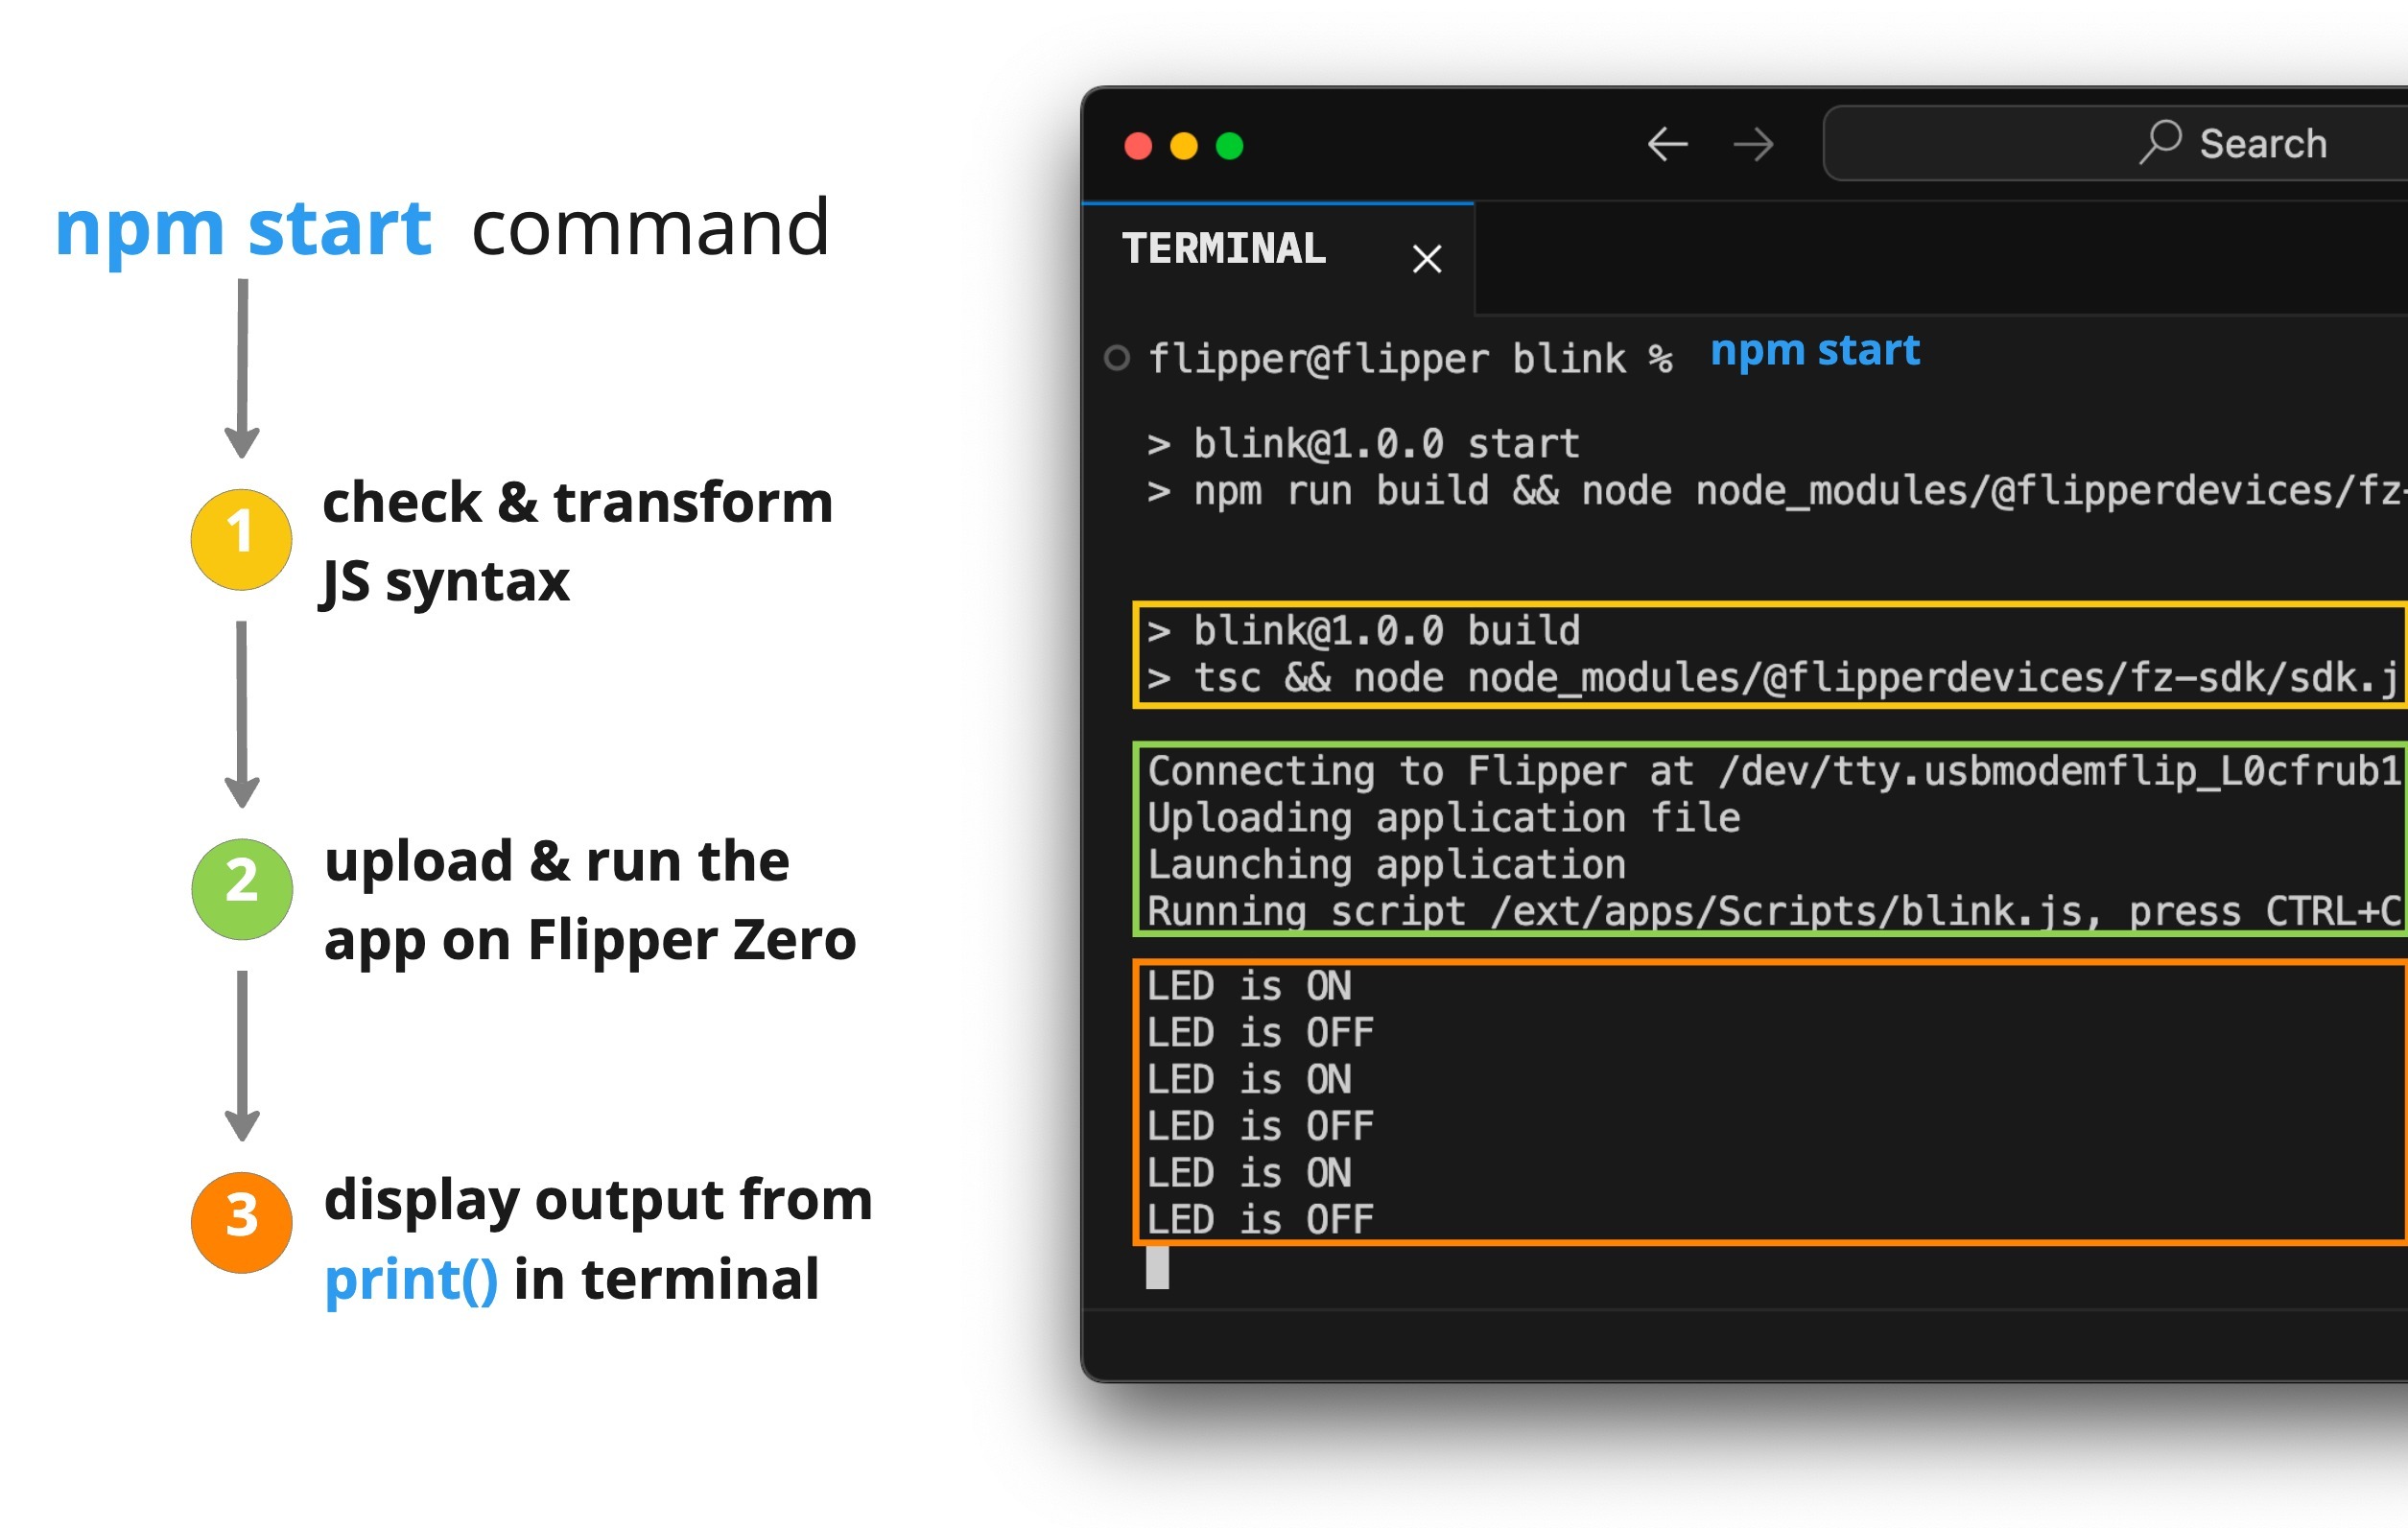 npm start command
1
check & transform
JS syntax
2
upload & run the
app on Flipper Zero
3
display output from
print() in terminal
Search
TERMINAL
flipper@flipper blink % npm start
> blink@1.0.0 start
> npm run build && node node_modules/@flipperdevices/fz-
> blink@1.0.0 build
> tsc && node node_modules/@flipperdevices/fz-sdk/sdk.j
Connecting to Flipper at /dev/tty.usbmodemflip_L0cfrub1
Uploading application file
Launching application
Running script /ext/apps/Scripts/blink.js, press CTRL+C
LED is ON
LED is OFF
LED is ON
LED is OFF
LED is ON
LED is OFF